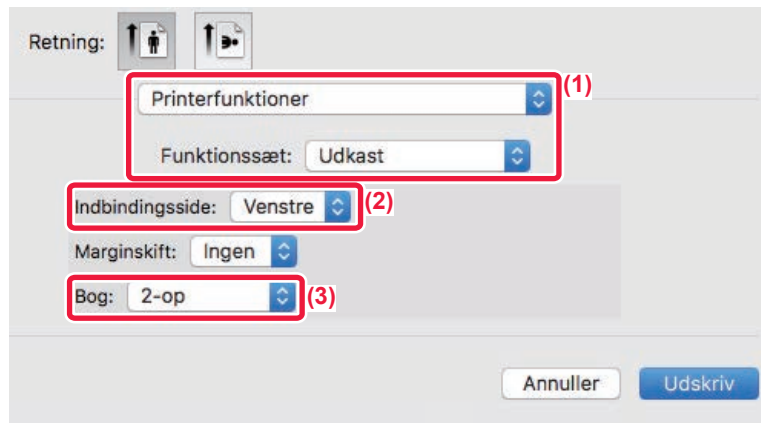 Retning:
Printerfunktioner (1)
Funktionssæt: Udkast
Indbindingsside: Venstre (2)
Marginskift: Ingen
Bog: 2-op (3)
Annuller Udskriv